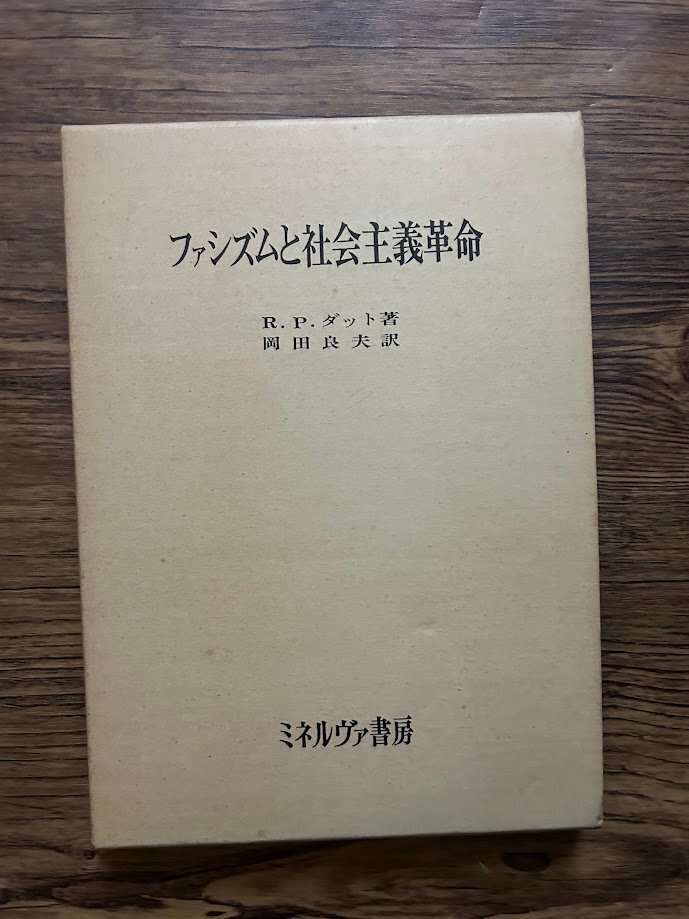 ファシズムと社会主義革命
R.P.ダット著
岡田良夫訳
ミネルヴァ書房